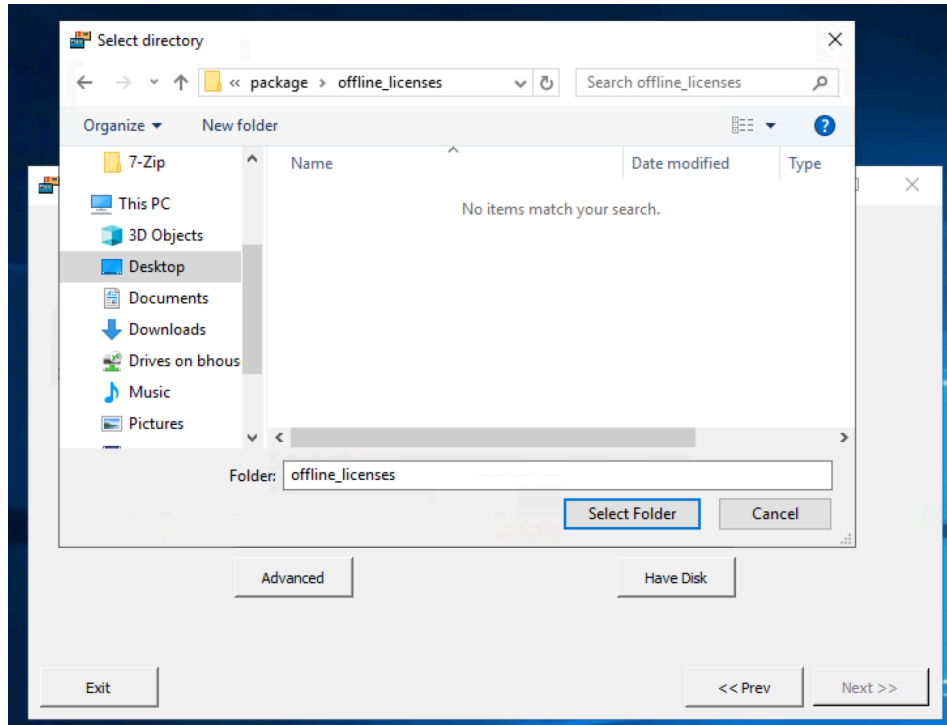 Select directory
« package > offline_licenses
Search offline_licenses
Organize
New folder
?
7-Zip
This PC
3D Objects
Desktop
Documents
Downloads
Drives on bhous
Music
Pictures
Name
Date modified
Type
No items match your search.
Folder: offline_licenses
Select Folder
Cancel
Advanced
Have Disk
Exit
<< Prev
Next >>